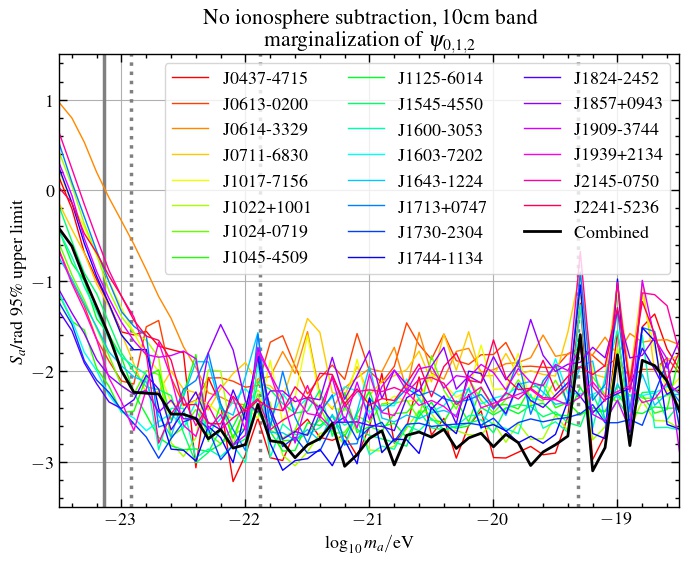 No ionosphere subtraction, 10cm band
marginalization of ψ0,1,2
J0437-4715
J0613-0200
J0614-3329
J0711-6830
J1017-7156
J1022+1001
J1024-0719
J1045-4509
J1125-6014
J1545-4550
J1600-3053
J1603-7202
J1643-1224
J1713+0747
J1730-2304
J1744-1134
J1824-2452
J1857+0943
J1909-3744
J1939+2134
J2145-0750
J2241-5236
Combined
Sa/rad 95% upper limit
1
0
−1
−2
−3
−23
−22
−21
−20
−19
log10 ma/eV